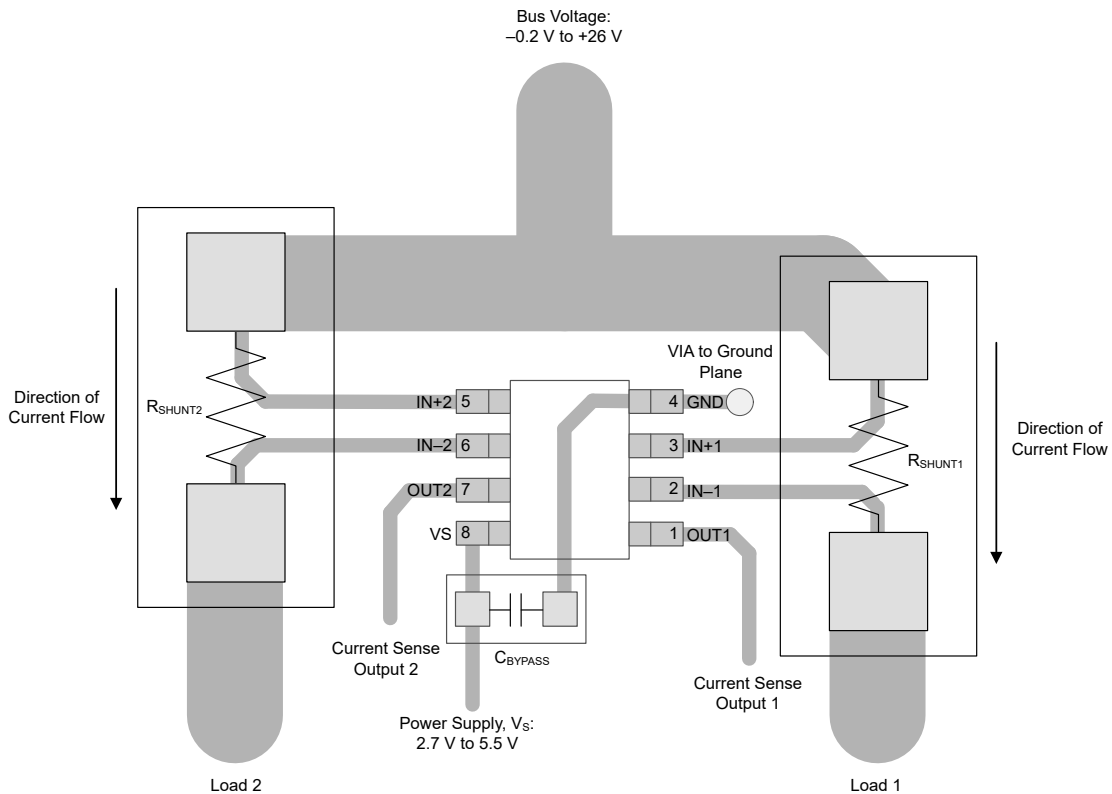 Bus Voltage:
–0.2 V to +26 V
VIA to Ground
Plane
Direction of
Current Flow
RSHUNT2
IN+2 5
4 GND
IN–2 6
3 IN+1
OUT2 7
2 IN–1
VS 8
1 OUT1
RSHUNT1
Direction of
Current Flow
CBYPASS
Current Sense
Output 2
Current Sense
Output 1
Power Supply, VS:
2.7 V to 5.5 V
Load 2
Load 1